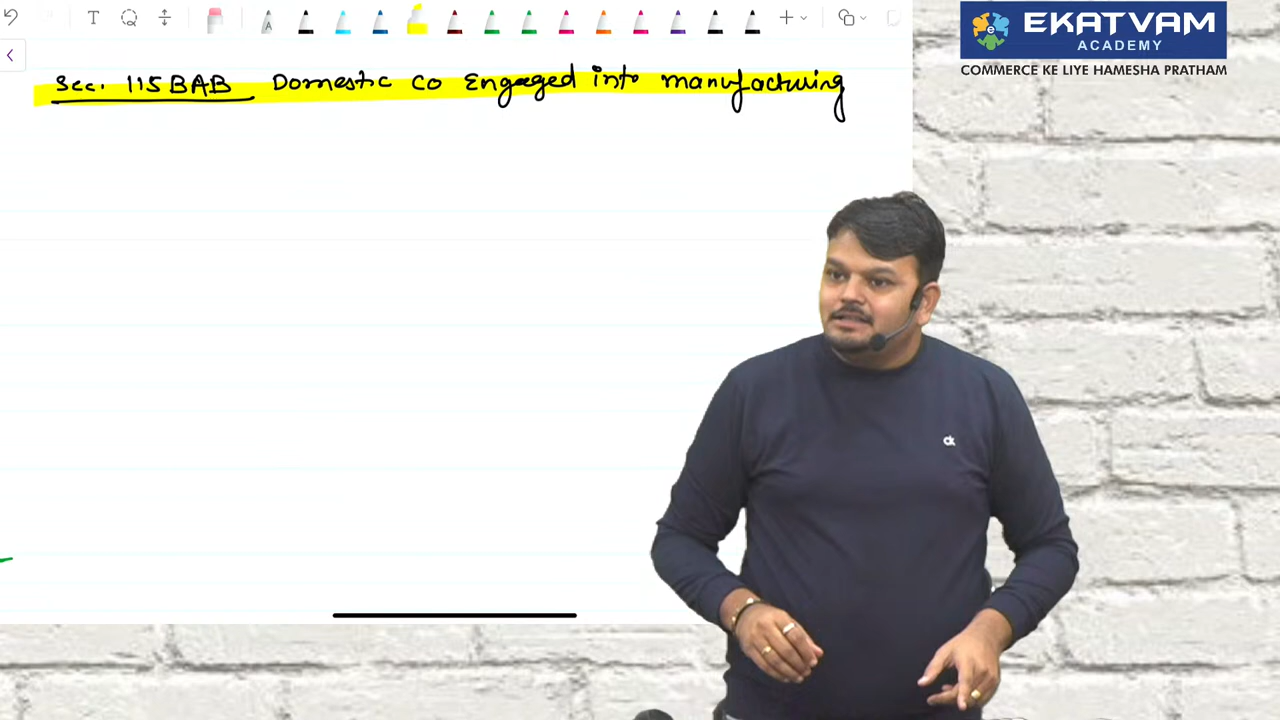 EKATVAM
ACADEMY
COMMERCE KE LIYE HAMESHA PRATHAM
Sec. 115BAB Domestic Co Engaged into manufacturing